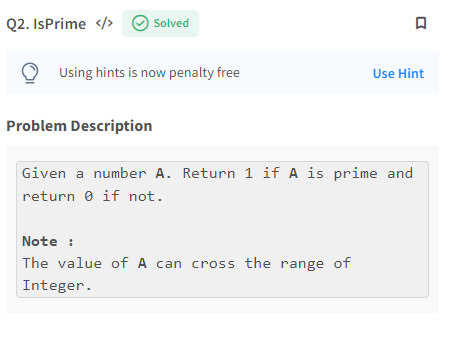 Q2. IsPrime </> Solved
Using hints is now penalty free Use Hint
Problem Description
Given a number A. Return 1 if A is prime and
return 0 if not.
Note :
The value of A can cross the range of
Integer.